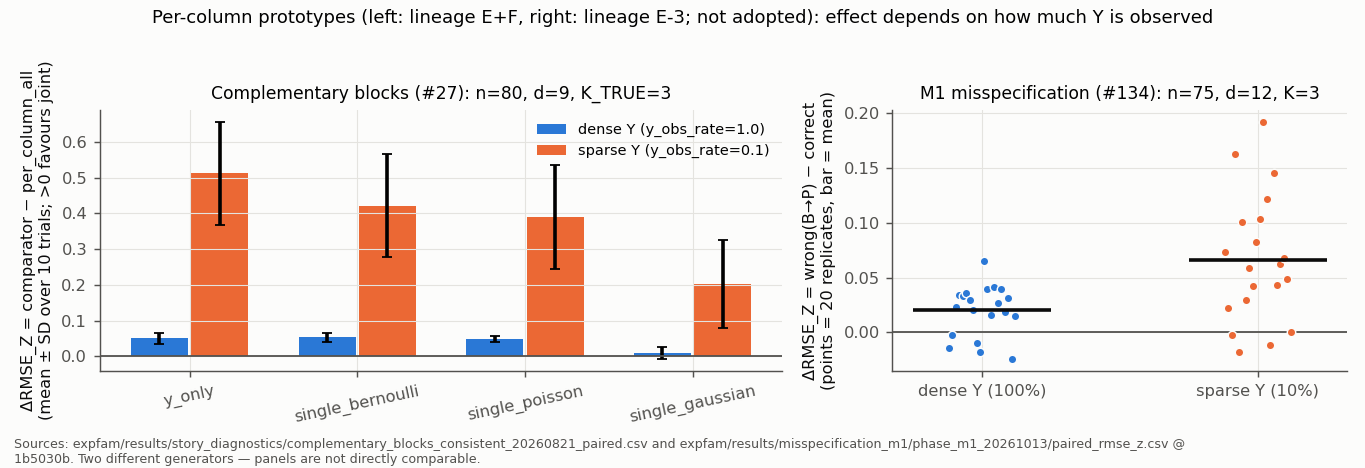 Per-column prototypes (left: lineage E+F, right: lineage E-3; not adopted): effect depends on how much Y is observed
Complementary blocks (#27): n=80, d=9, K_TRUE=3
ΔRMSE_Z = comparator − per_column_all
(mean ± SD over 10 trials; >0 favours joint)
0.6
0.5
0.4
0.3
0.2
0.1
0.0
dense Y (y_obs_rate=1.0)
sparse Y (y_obs_rate=0.1)
y_only
single_bernoulli
single_poisson
single_gaussian
M1 misspecification (#134): n=75, d=12, K=3
ΔRMSE_Z = wrong(B→P) − correct
(points = 20 replicates, bar = mean)
0.20
0.15
0.10
0.05
0.00
dense Y (100%)
sparse Y (10%)
Sources: expfam/results/story_diagnostics/complementary_blocks_consistent_20260821_paired.csv and expfam/results/misspecification_m1/phase_m1_20261013/paired_rmse_z.csv @
1b5030b. Two different generators — panels are not directly comparable.